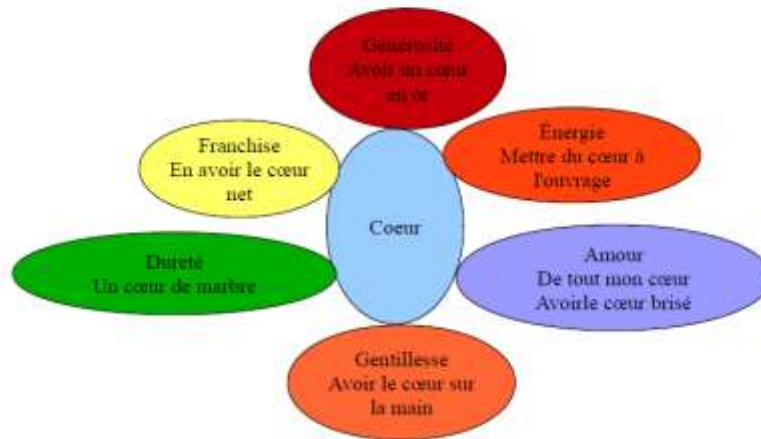 Générosité
Avoir un cœur
en or
Énergie
Mettre du cœur à
l'ouvrage
Franchise
En avoir le cœur
net
Coeur
Dureté
Un cœur de marbre
Amour
De tout mon cœur
Avoirle cœur brisé
Gentillesse
Avoir le cœur sur
la main